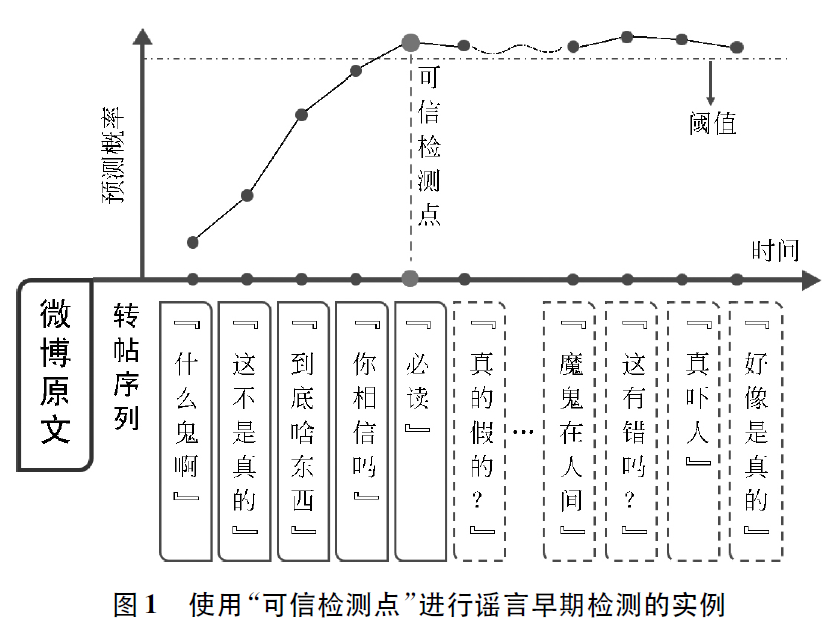 预测概率
可信检测点
阈值
时间
微博原文
转帖序列
『什么鬼啊』
『这不是真的』
『到底啥东西』
『你相信吗』
『必读』
『真的假的?』
…
『魔鬼在人间』
『这有错吗?』
『真吓人』
『好像是真的』
图1 使用“可信检测点”进行谣言早期检测的实例